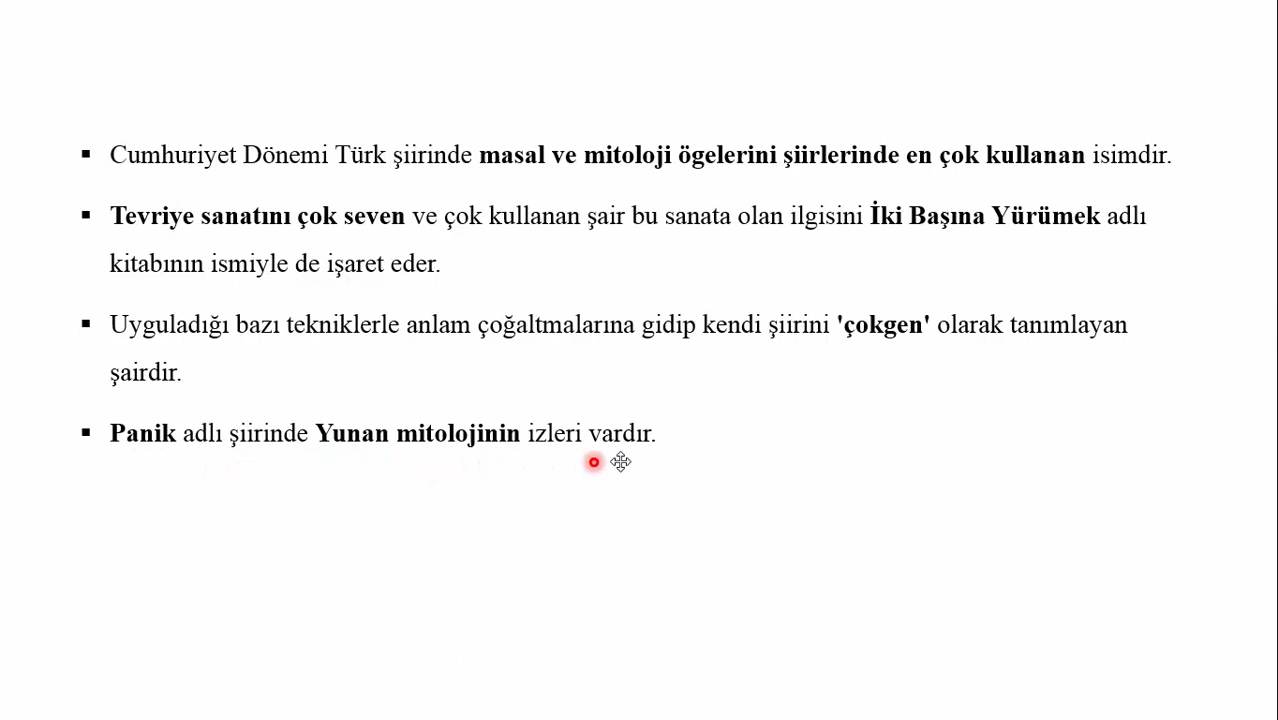 ▪ Cumhuriyet Dönemi Türk şiirinde masal ve mitoloji ögelerini şiirlerinde en çok kullanan isimdir.
▪ Tevriye sanatını çok seven ve çok kullanan şair bu sanata olan ilgisini İki Başına Yürümek adlı
kitabının ismiyle de işaret eder.
▪ Uyguladığı bazı tekniklerle anlam çoğaltmalarına gidip kendi şiirini 'çokgen' olarak tanımlayan
şairdir.
▪ Panik adlı şiirinde Yunan mitolojinin izleri vardır.